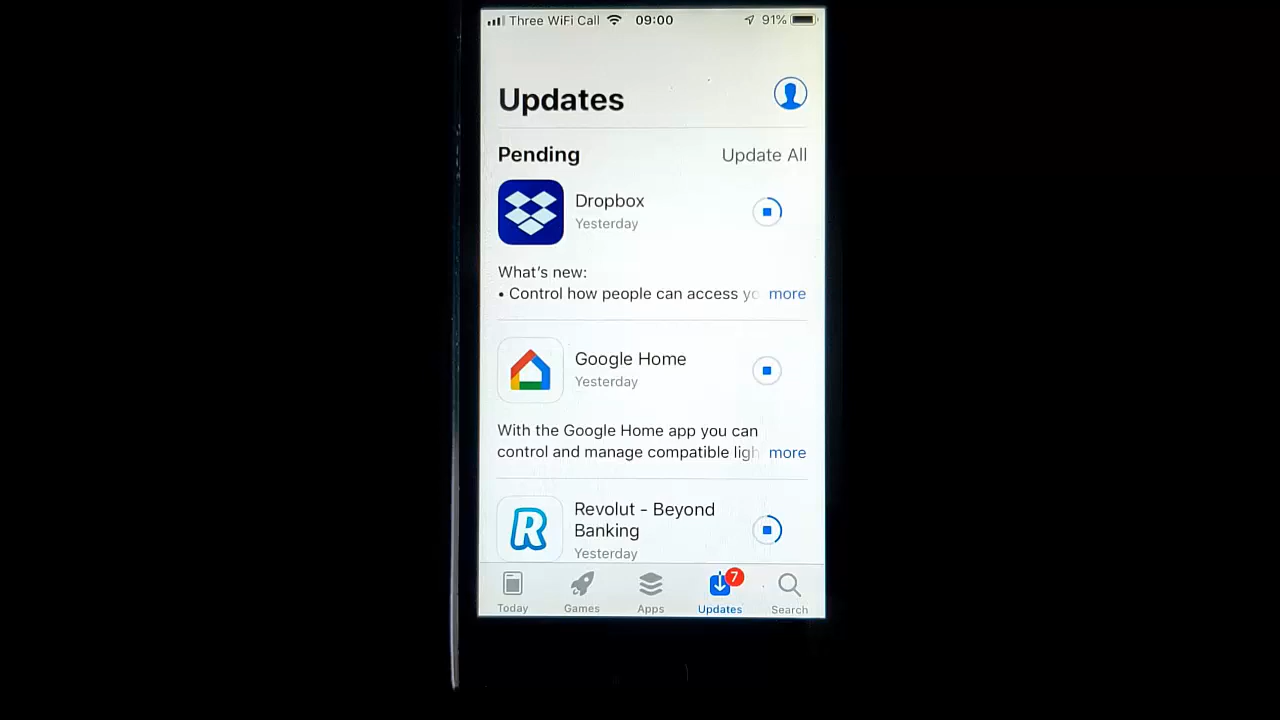 Three WiFi Call 09:00 91%
Updates
Pending Update All
Dropbox
Yesterday
What's new:
• Control how people can access yo more
Google Home
Yesterday
With the Google Home app you can
control and manage compatible ligh more
R
Revolut - Beyond
Banking
Yesterday
7
Today Games Apps Updates Search